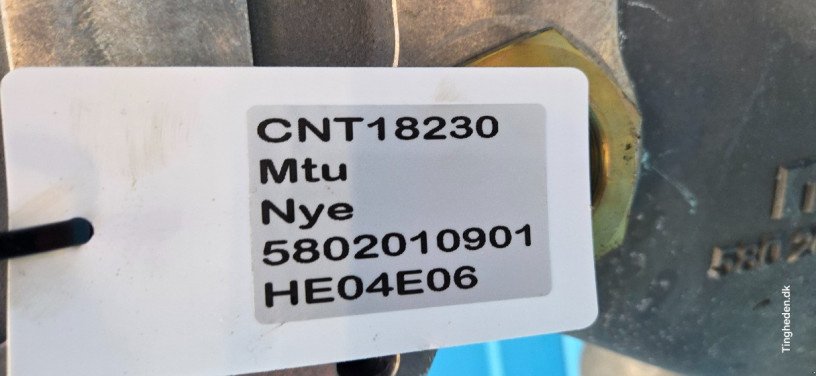 CNT18230
Mtu
Nye
5802010901
HE04E06
Tingheden.dk